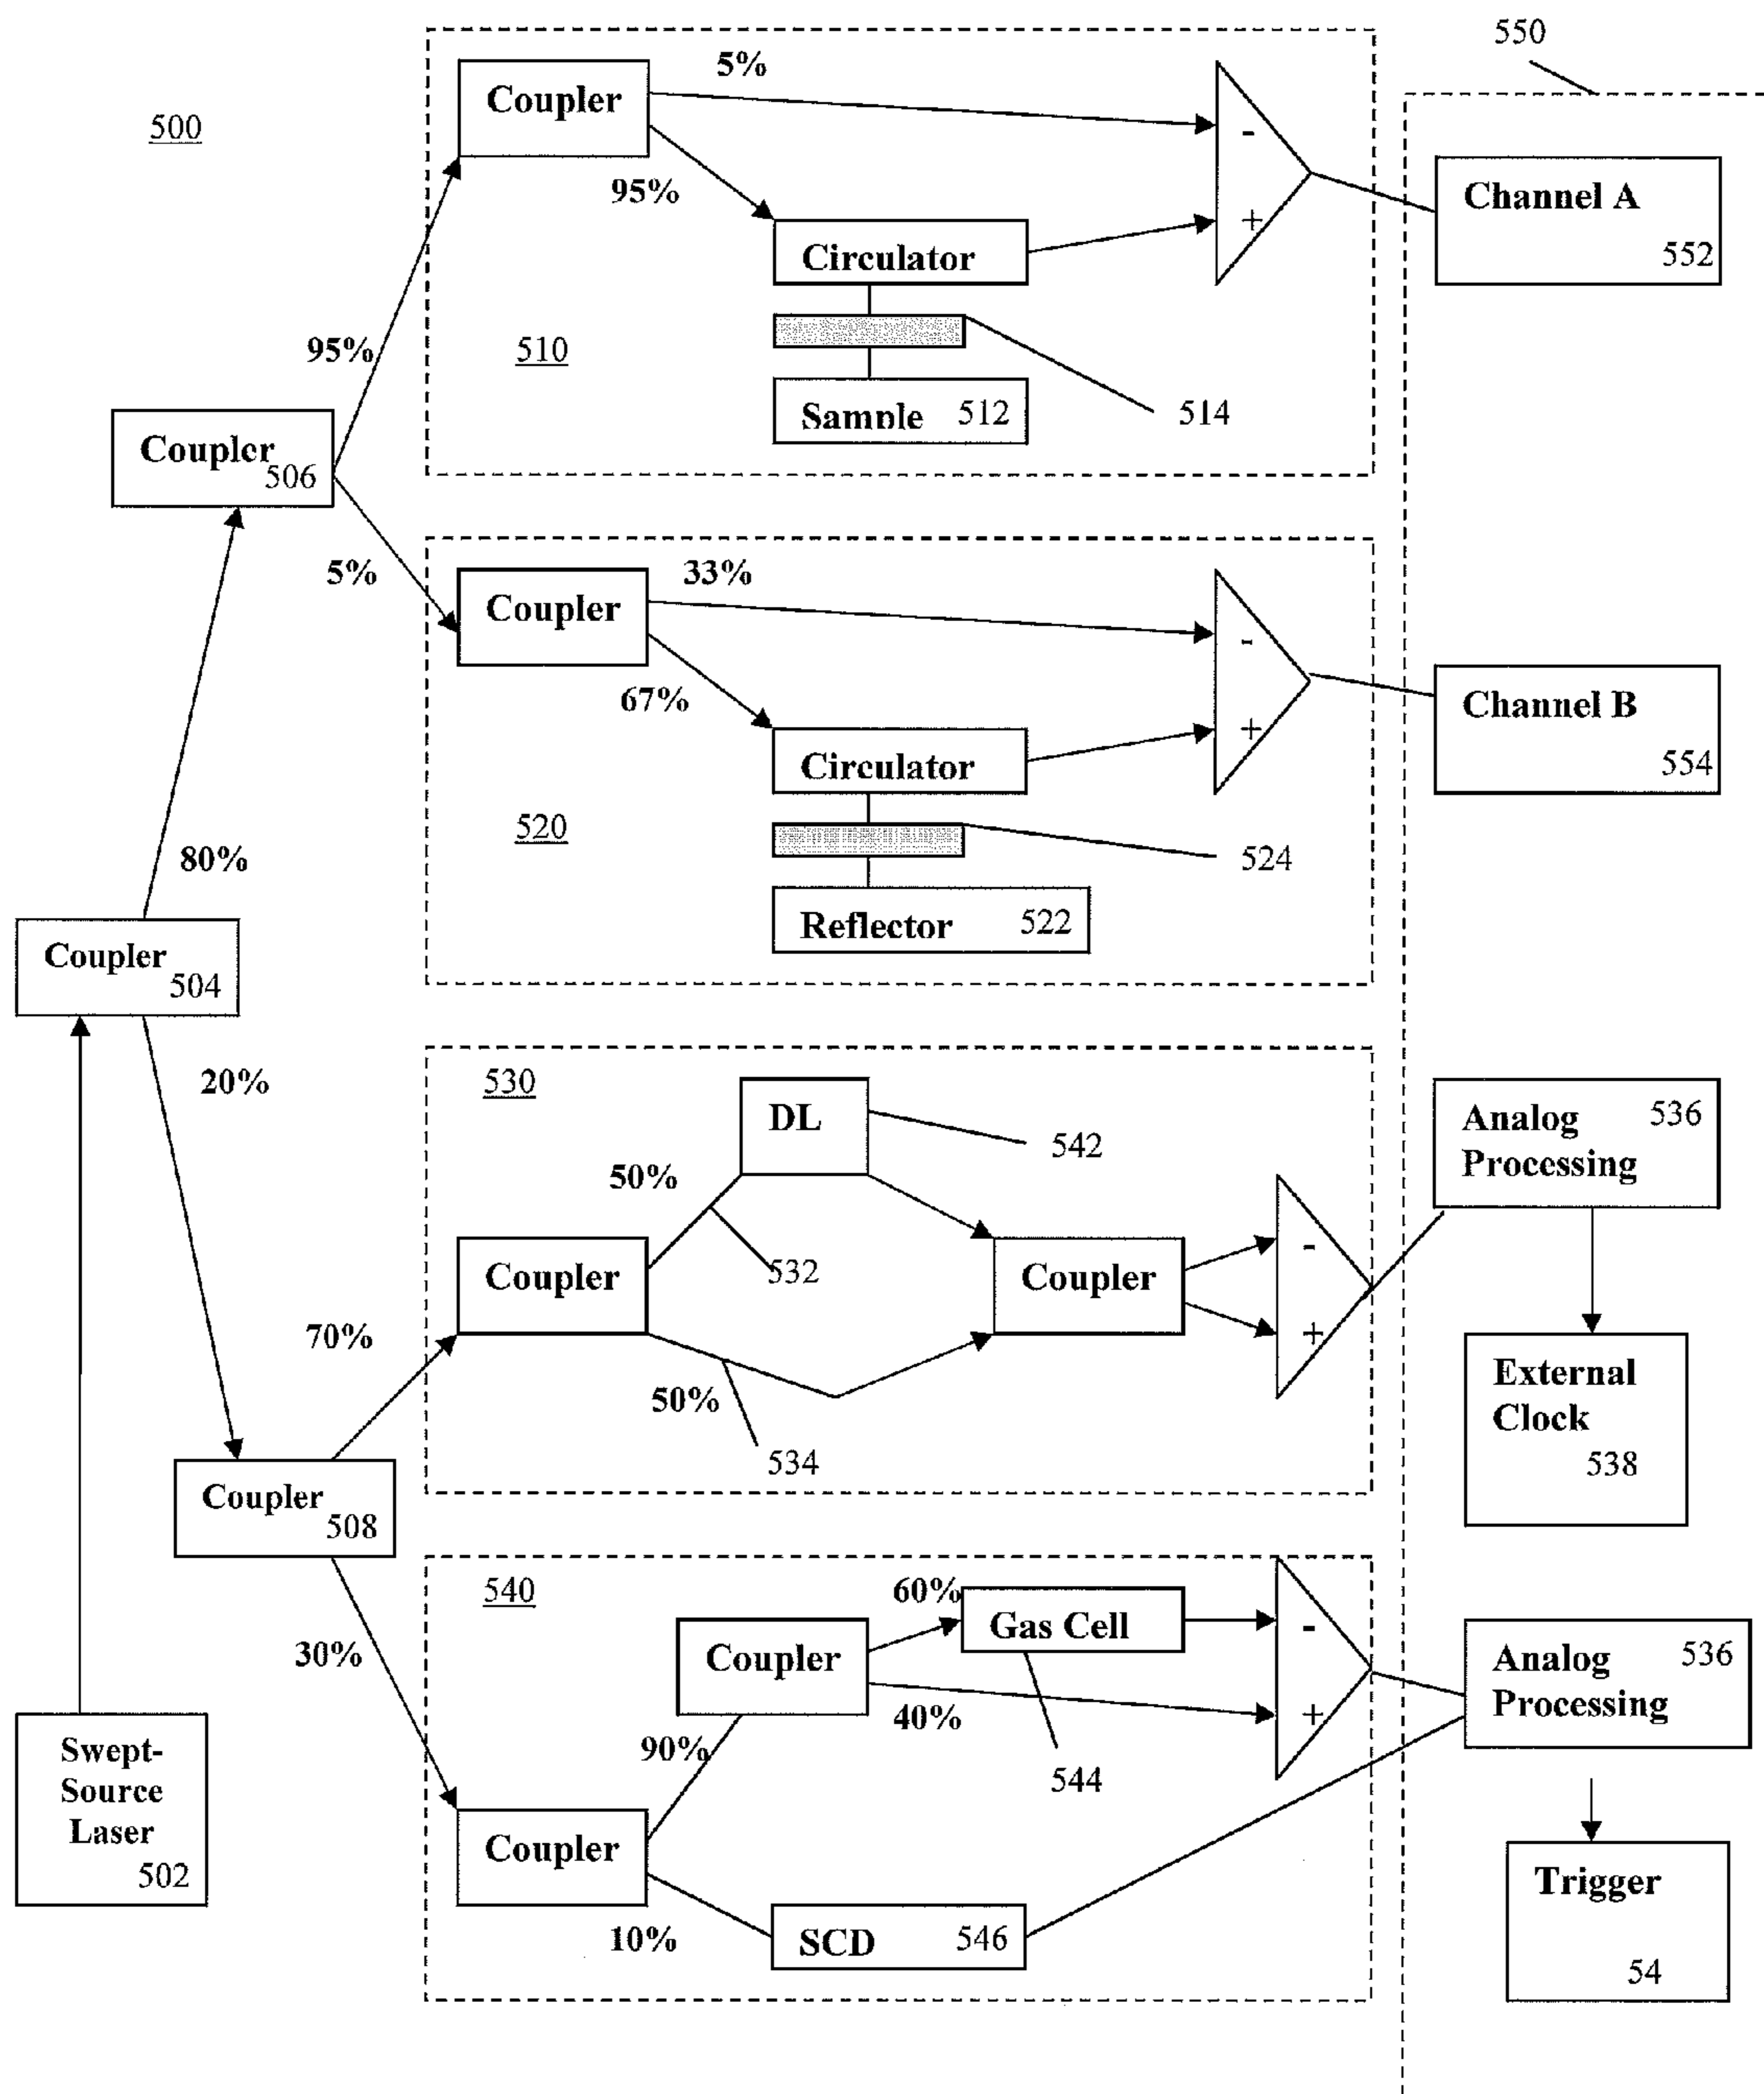 550
500
Coupler
5%
-
95%
+
Circulator
Channel A
552
95%
510
514
Sample 512
Coupler
506
5%
Coupler
33%
-
67%
+
Circulator
Channel B
554
80%
520
524
Reflector 522
Coupler
504
20%
530
DL
542
50%
Analog 536
Processing
-
Coupler
532
Coupler
70%
+
50%
534
External
Clock
538
Coupler
508
540
60%
Gas Cell
-
30%
Coupler
40%
+
Analog 536
Processing
90%
544
Swept-
Source
Laser
502
Coupler
10%
SCD 546
Trigger
54